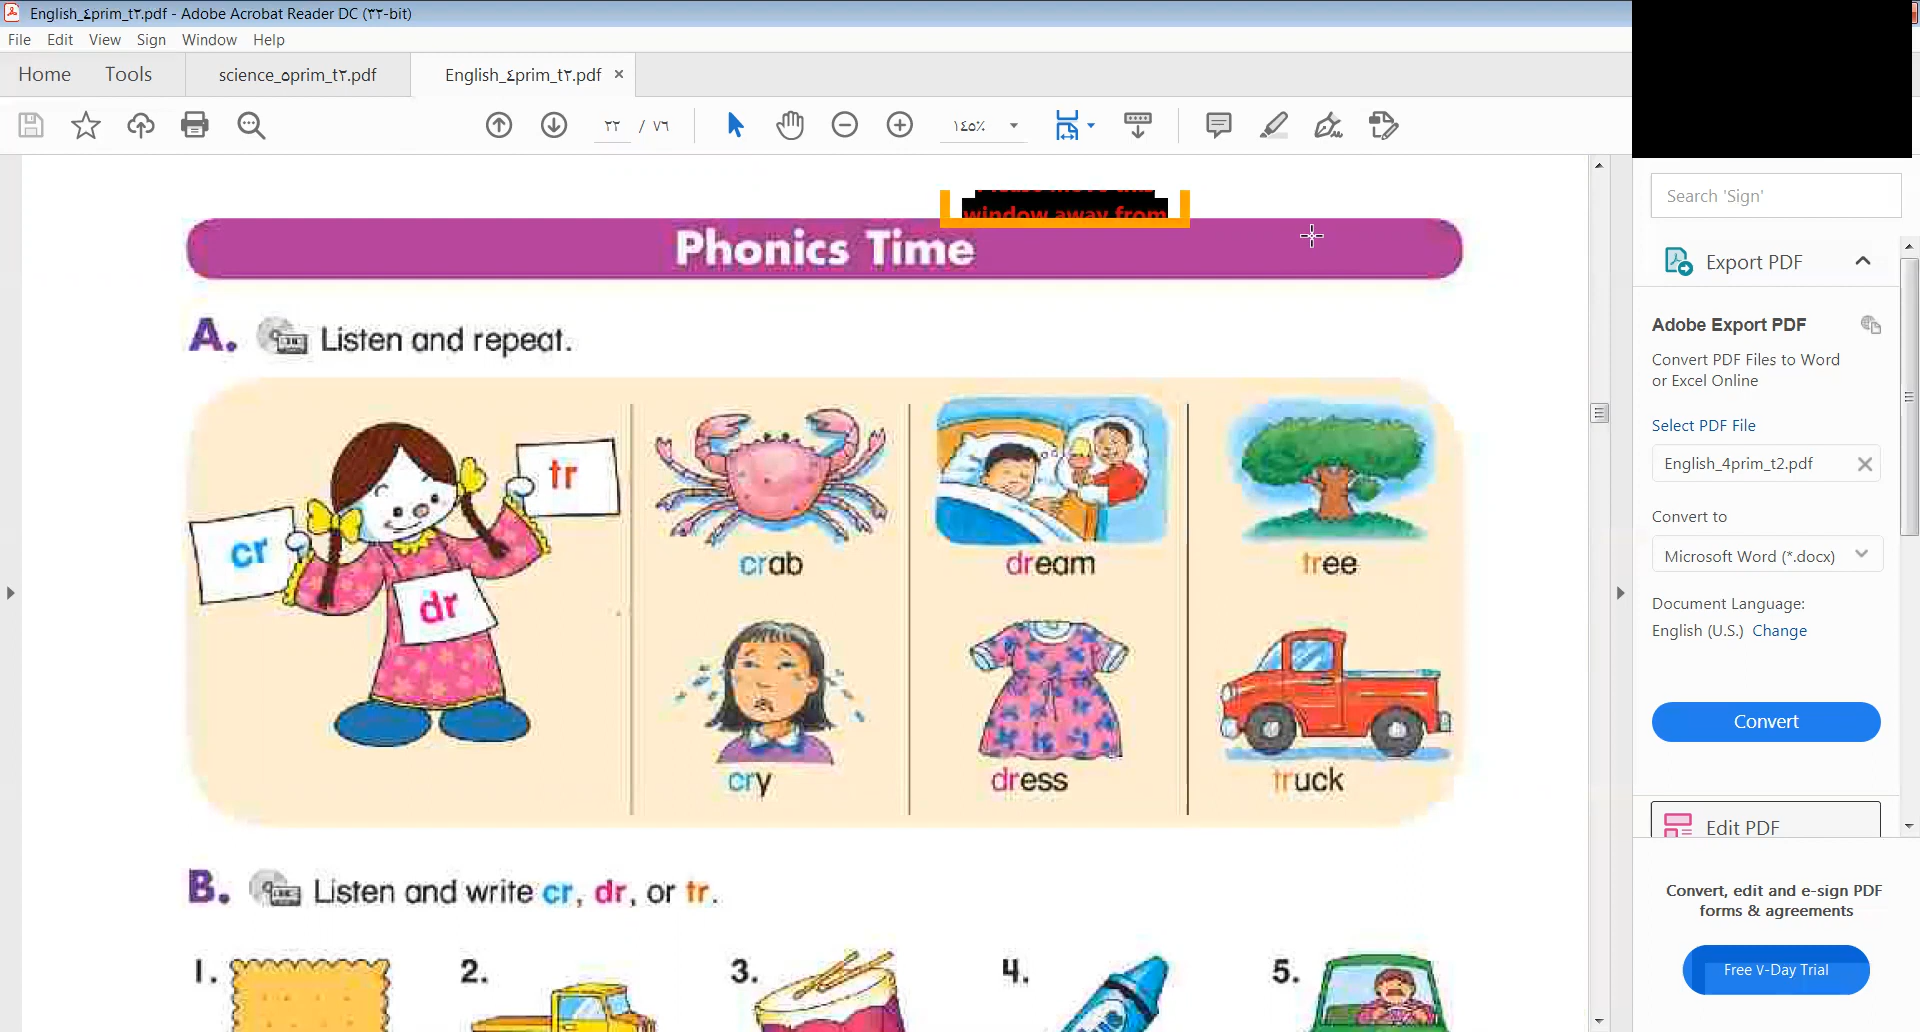 English_٤prim_t٢.pdf - Adobe Acrobat Reader DC (٣٢-bit)
File Edit View Sign Window Help
Home Tools science_٥prim_t٢.pdf English_٤prim_t٢.pdf ×
٢٢ / ٧٦ ١٤٥٪
window away from
Phonics Time
A. Listen and repeat.
cr
tr
dr
crab dream tree
cry dress truck
B. Listen and write cr, dr, or tr.
1. 2. 3. 4. 5.
Search 'Sign'
Export PDF
Adobe Export PDF
Convert PDF Files to Word
or Excel Online
Select PDF File
English_4prim_t2.pdf
Convert to
Microsoft Word (*.docx)
Document Language:
English (U.S.) Change
Convert
Edit PDF
Convert, edit and e-sign PDF
forms & agreements
Free V-Day Trial